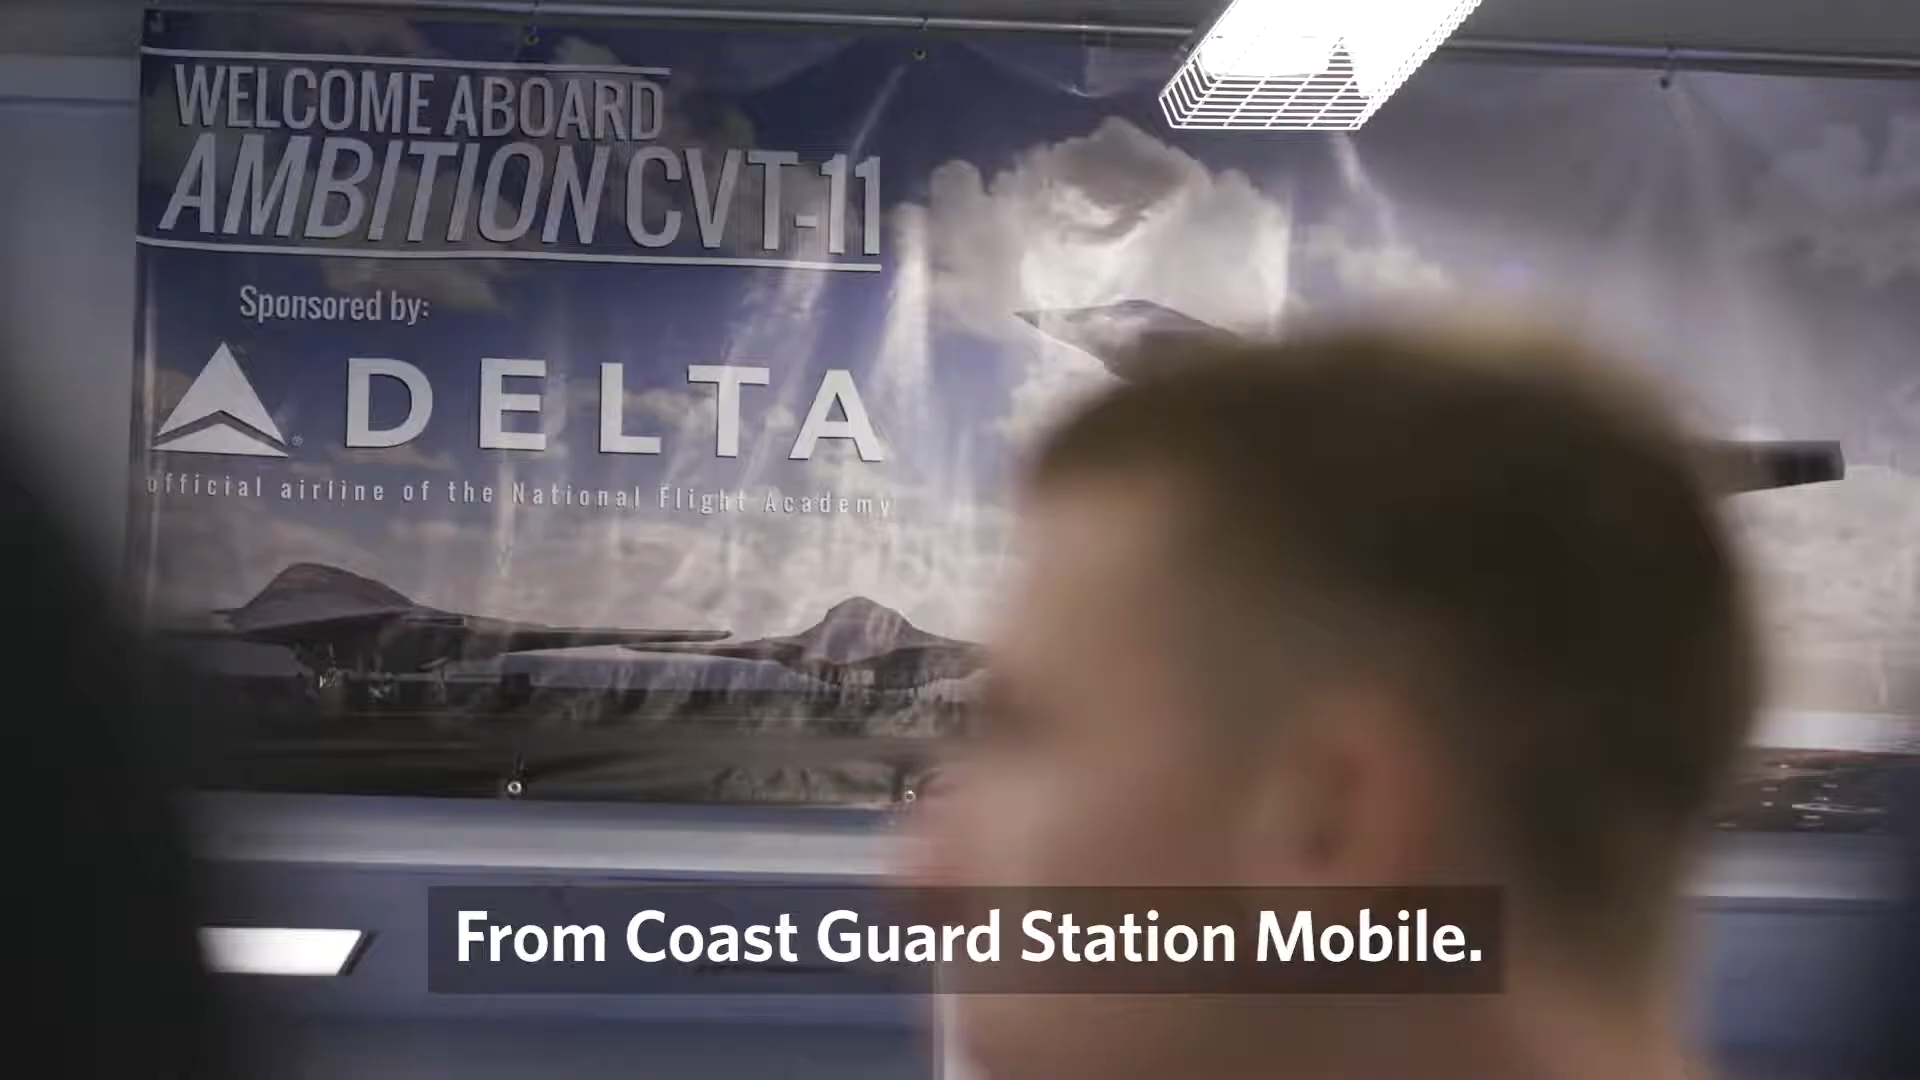 WELCOME ABOARD
AMBITION CVT-11
Sponsored by:
DELTA
official airline of the National Flight Academy
From Coast Guard Station Mobile.